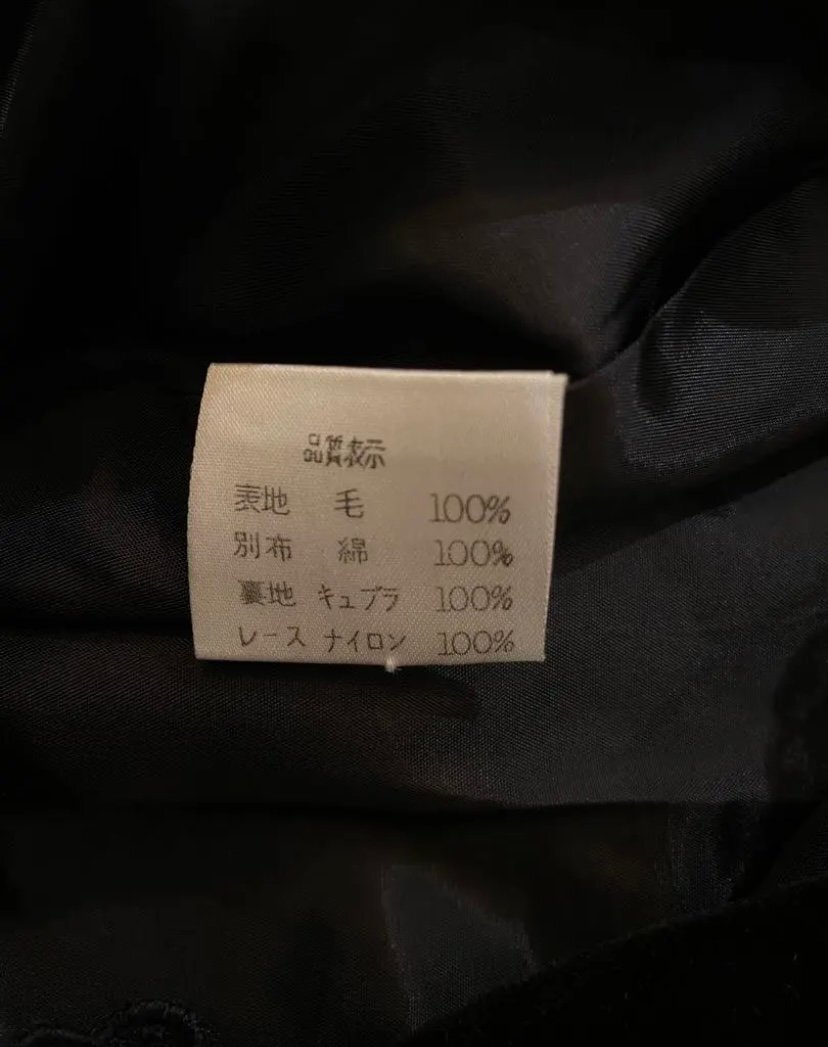 品質表示
表地 毛 100%
別布 綿 100%
裏地 キュプラ 100%
レース ナイロン 100%